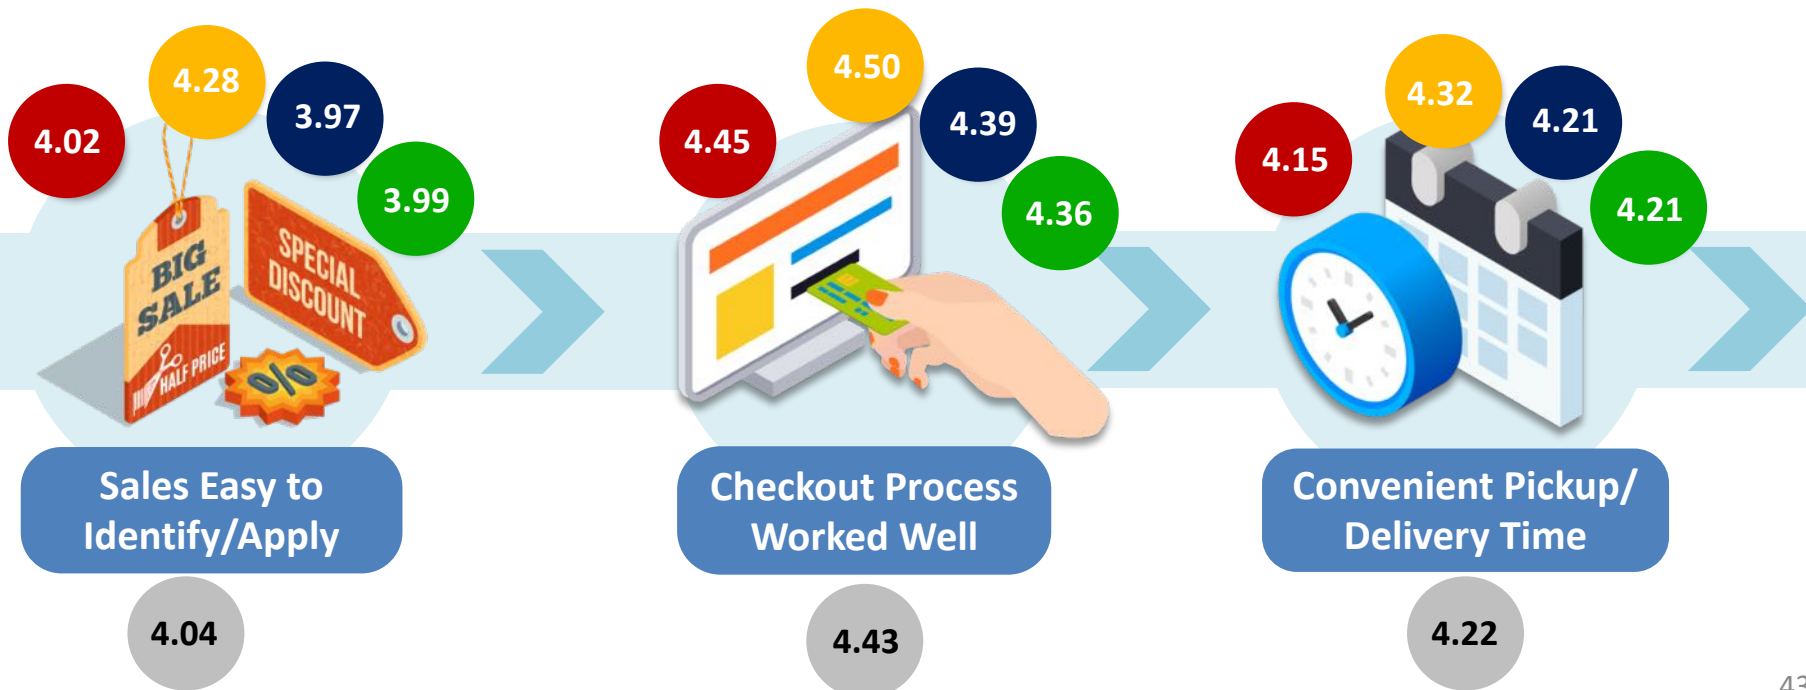 4.02
4.28
3.97
3.99
BIG
SALE
HALF PRICE
SPECIAL
DISCOUNT
%
Sales Easy to
Identify/Apply
4.04
4.45
4.50
4.39
4.36
Checkout Process
Worked Well
4.43
4.15
4.32
4.21
4.21
Convenient Pickup/
Delivery Time
4.22
43